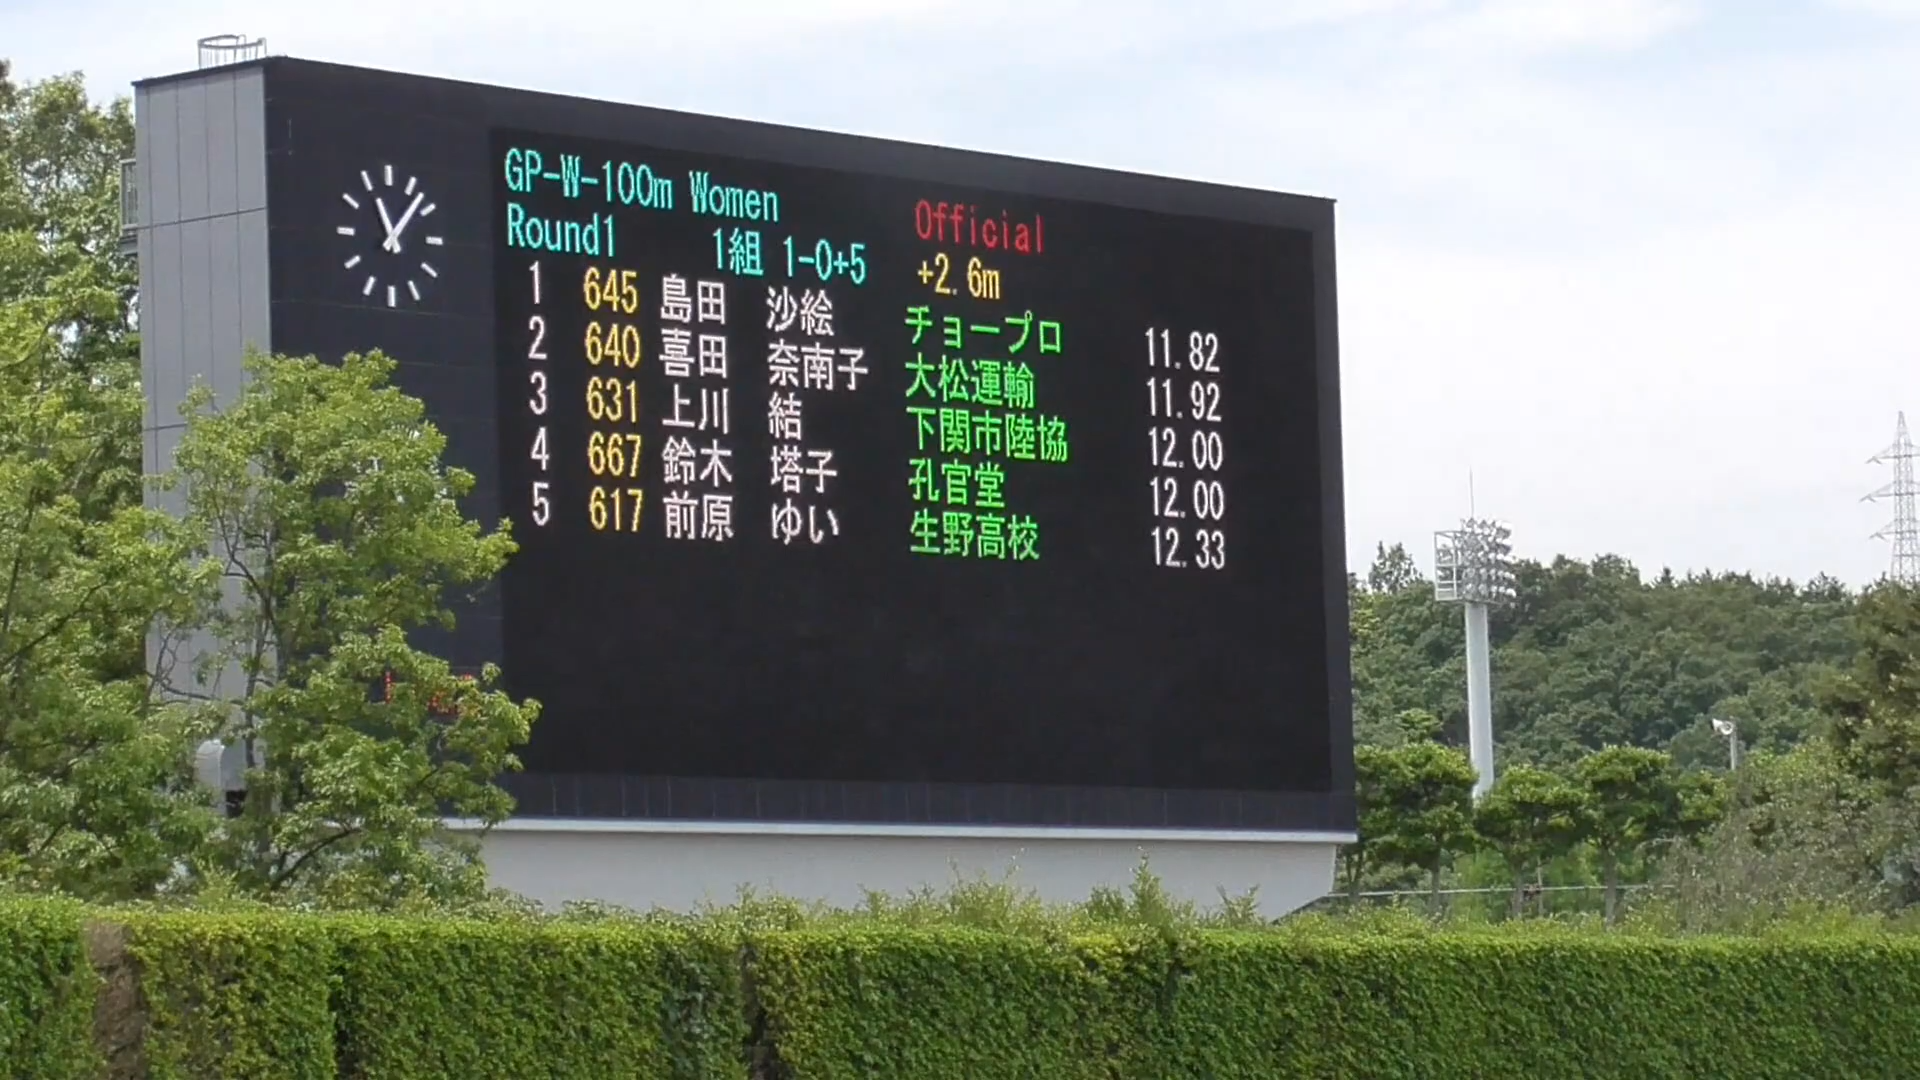 GP-W-100m Women
Official
Round1 1組 1-0+5 +2.6m
1 645 島田 沙絵 チョープロ 11.82
2 640 喜田 奈南子 大松運輸 11.92
3 631 上川 結 下関市陸協 12.00
4 667 鈴木 塔子 孔官堂 12.00
5 617 前原 ゆい 生野高校 12.33